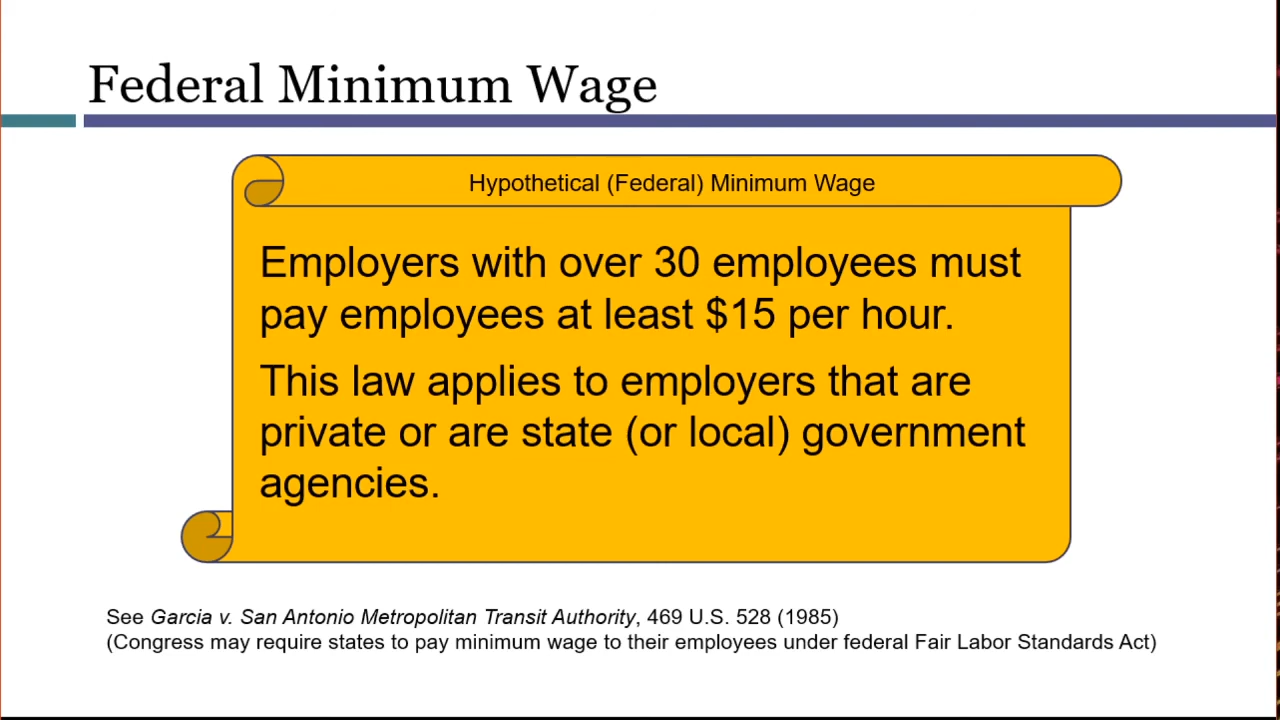 Federal Minimum Wage
Hypothetical (Federal) Minimum Wage
Employers with over 30 employees must
pay employees at least $15 per hour.
This law applies to employers that are
private or are state (or local) government
agencies.
See Garcia v. San Antonio Metropolitan Transit Authority, 469 U.S. 528 (1985)
(Congress may require states to pay minimum wage to their employees under federal Fair Labor Standards Act)